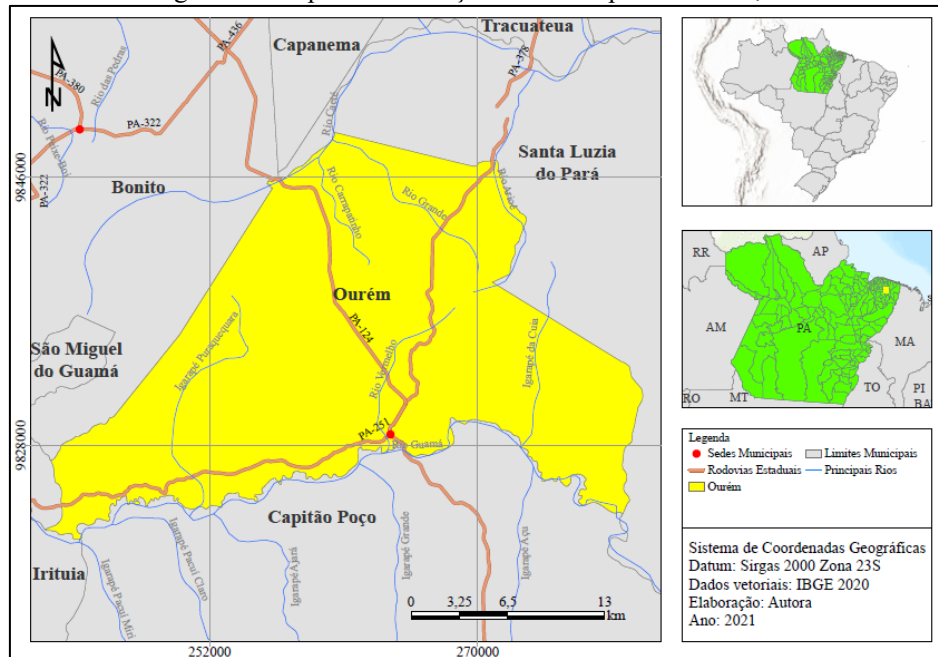 PA-436
Capanema
Tracuateua
PA-378
PA-380
Rio das Pedras
N
PA-322
Rio Caeté
Rio Peixe-Boi
Santa Luzia
do Pará
9846000
PA-322
Bonito
Rio Carrapatinho
Rio Grande
Ourém
PA-124
São Miguel
do Guamá
Igarapé Puraquequara
Rio Vermelho
Igarapé da Cuia
9828000
PA-251
Rio Guamá
Capitão Poço
Irituia
Igarapé Pacuí Miri
Igarapé Pacuí Claro
Igarapé Ajará
Igarapé Grande
Igarapé Açu
0 3,25 6,5 13
km
252000
270000
RR
AP
AM
PA
MA
TO
PI
RO
MT
BA
Legenda
Sedes Municipais
Limites Municipais
Rodovias Estaduais
Principais Rios
Ourém
Sistema de Coordenadas Geográficas
Datum: Sirgas 2000 Zona 23S
Dados vetoriais: IBGE 2020
Elaboração: Autora
Ano: 2021